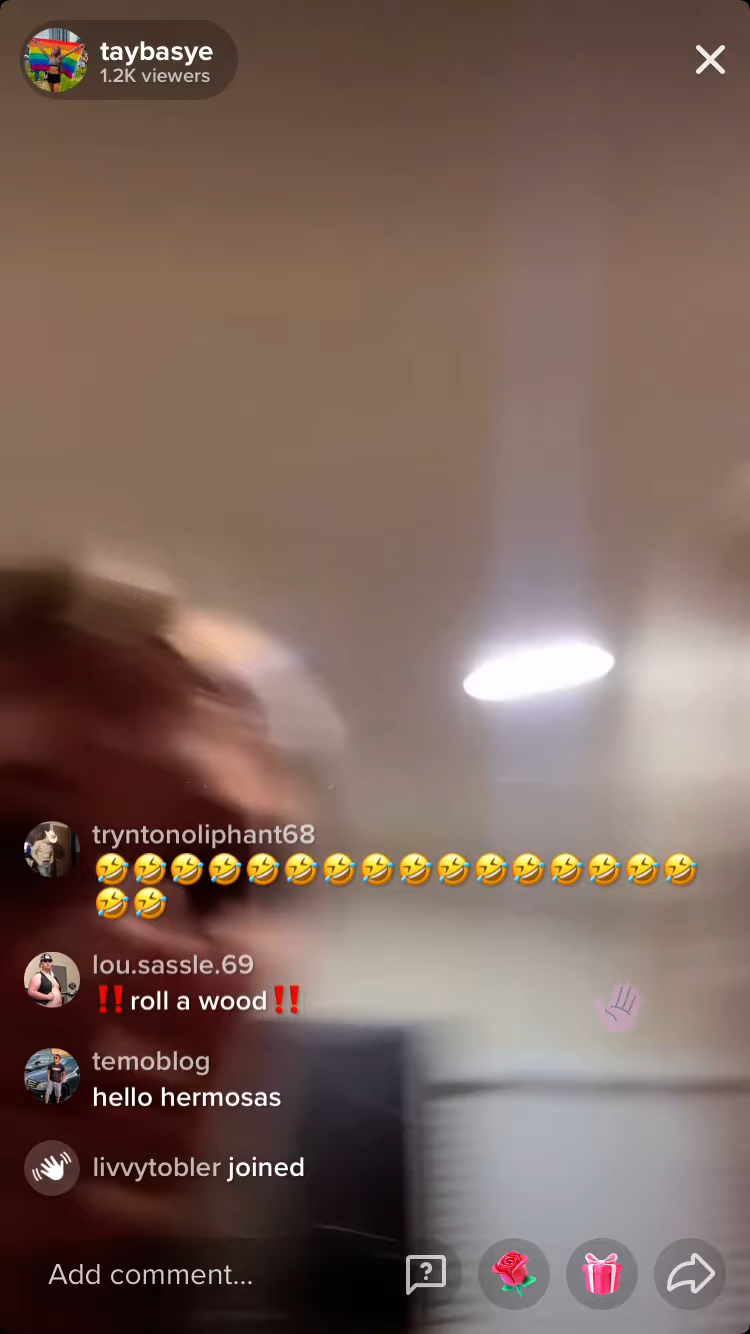 taybasye
1.2K viewers
tryntonoliphant68
🤣🤣🤣🤣🤣🤣🤣🤣🤣🤣🤣🤣🤣🤣🤣🤣
🤣🤣
lou.sassle.69
‼️roll a wood‼️
temoblog
hello hermosas
livvytobler joined
Add comment...